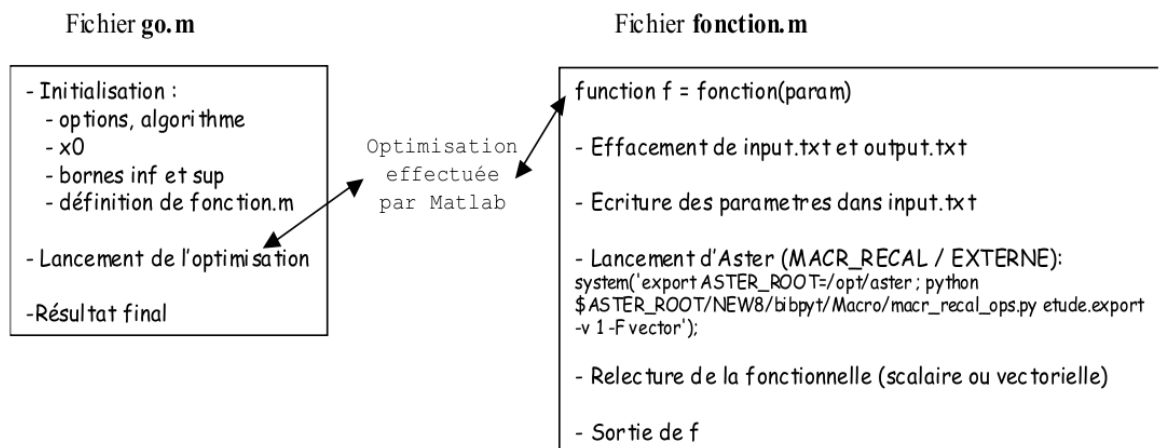 Fichier go.m
- Initialisation :
- options, algorithme
- x0
- bornes inf et sup
- définition de fonction.m
- Lancement de l'optimisation
-Résultat final
Optimisation
effectuée
par Matlab
Fichier fonction.m
function f = fonction(param)
- Effacement de input.txt et output.txt
- Ecriture des parametres dans input.txt
- Lancement d'Aster (MACR_RECAL / EXTERNE):
system('export ASTER_ROOT=/opt/aster ; python
$ASTER_ROOT/NEW8/bibpyt/Macro/macr_recal_ops.py etude.export
-v 1 -F vector');
- Relecture de la fonctionnelle (scalaire ou vectorielle)
- Sortie de f